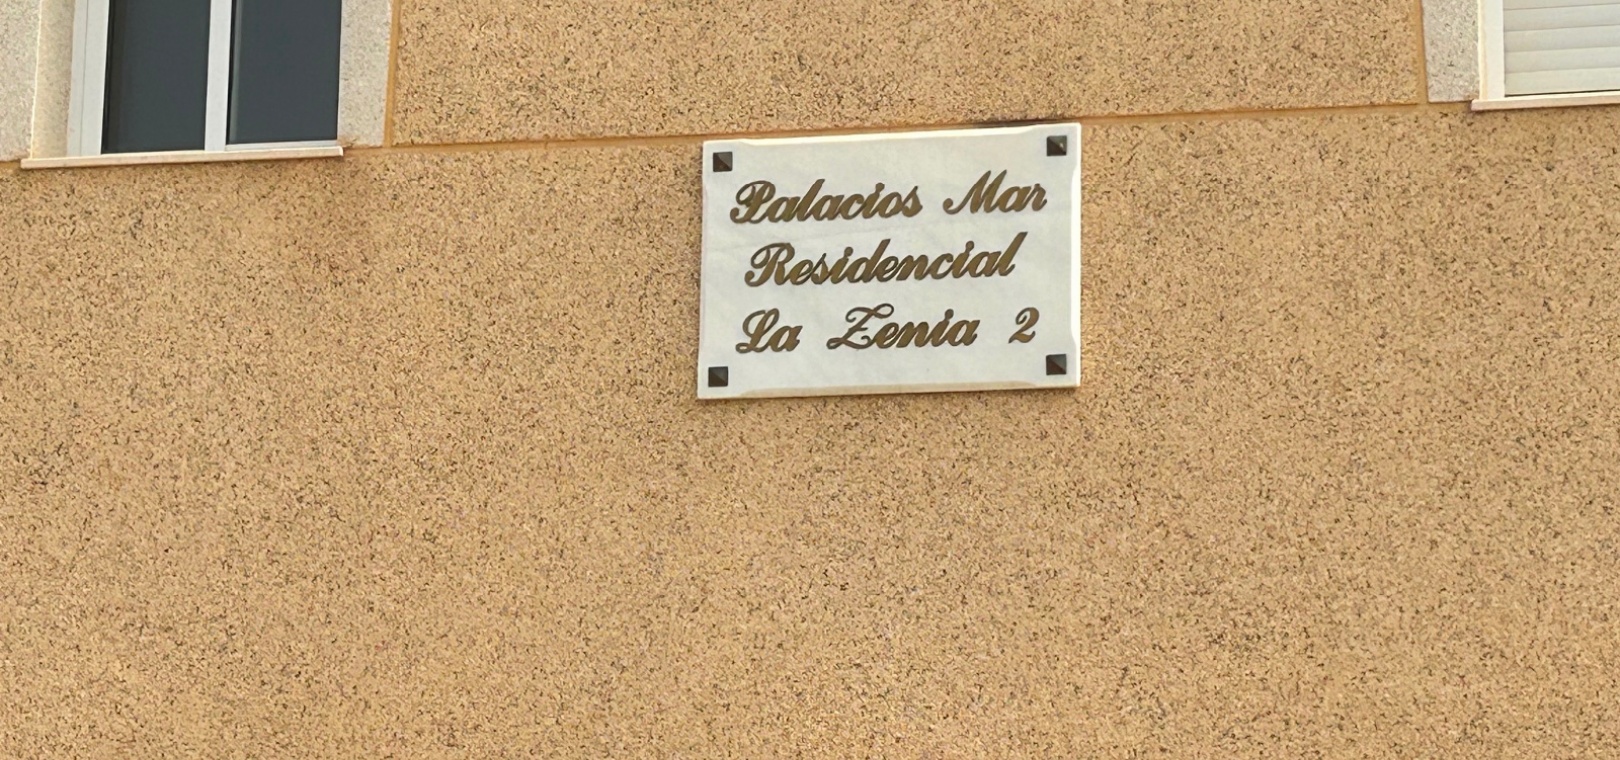 Palacios Mar
Residencial
La Zenia 2